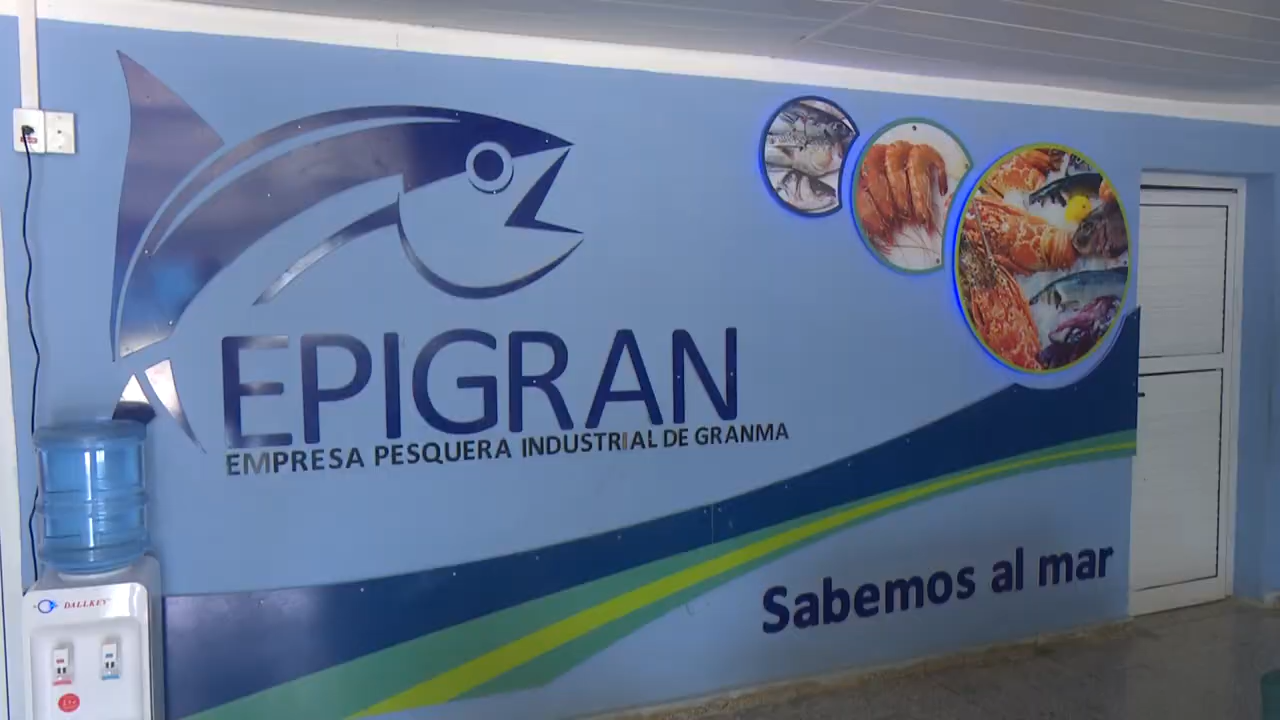 EPIGRAN
EMPRESA PESQUERA INDUSTRIAL DE GRANMA
Sabemos al mar
DALLKEY